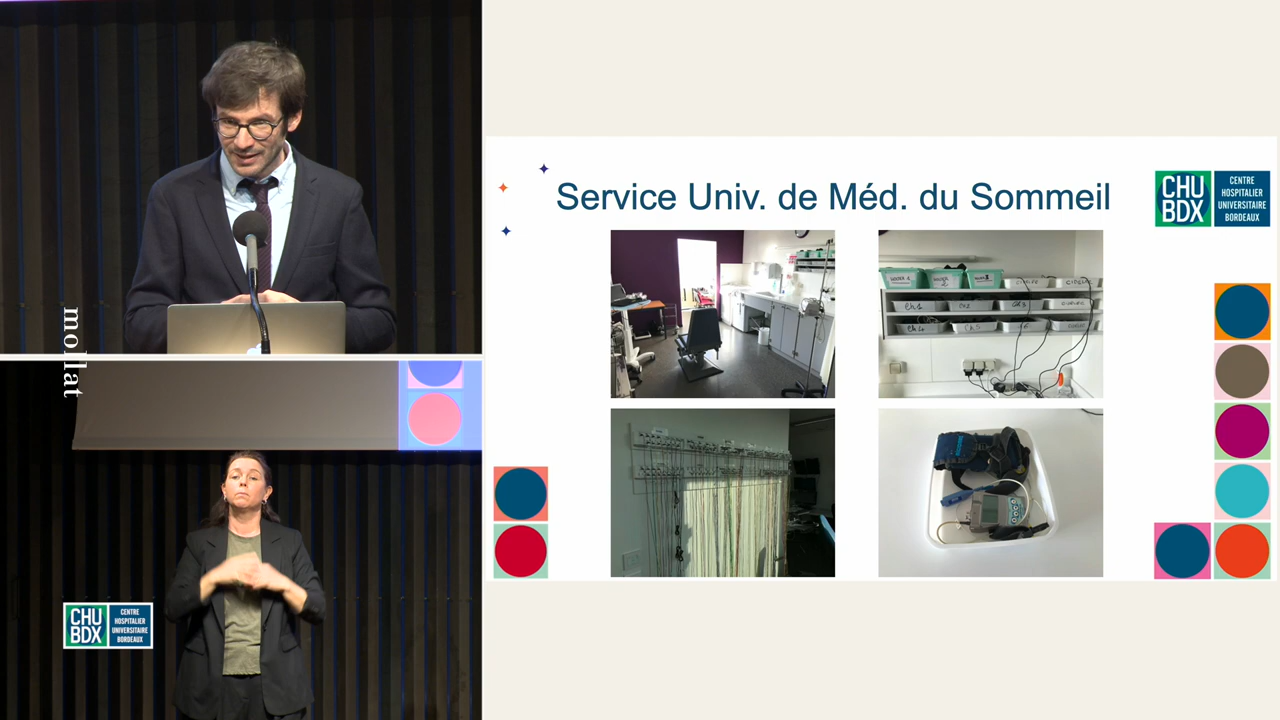 mollat
CHU
BDX
CENTRE
HOSPITALIER
UNIVERSITAIRE
BORDEAUX
Service Univ. de Méd. du Sommeil
CHU
BDX
CENTRE
HOSPITALIER
UNIVERSITAIRE
BORDEAUX